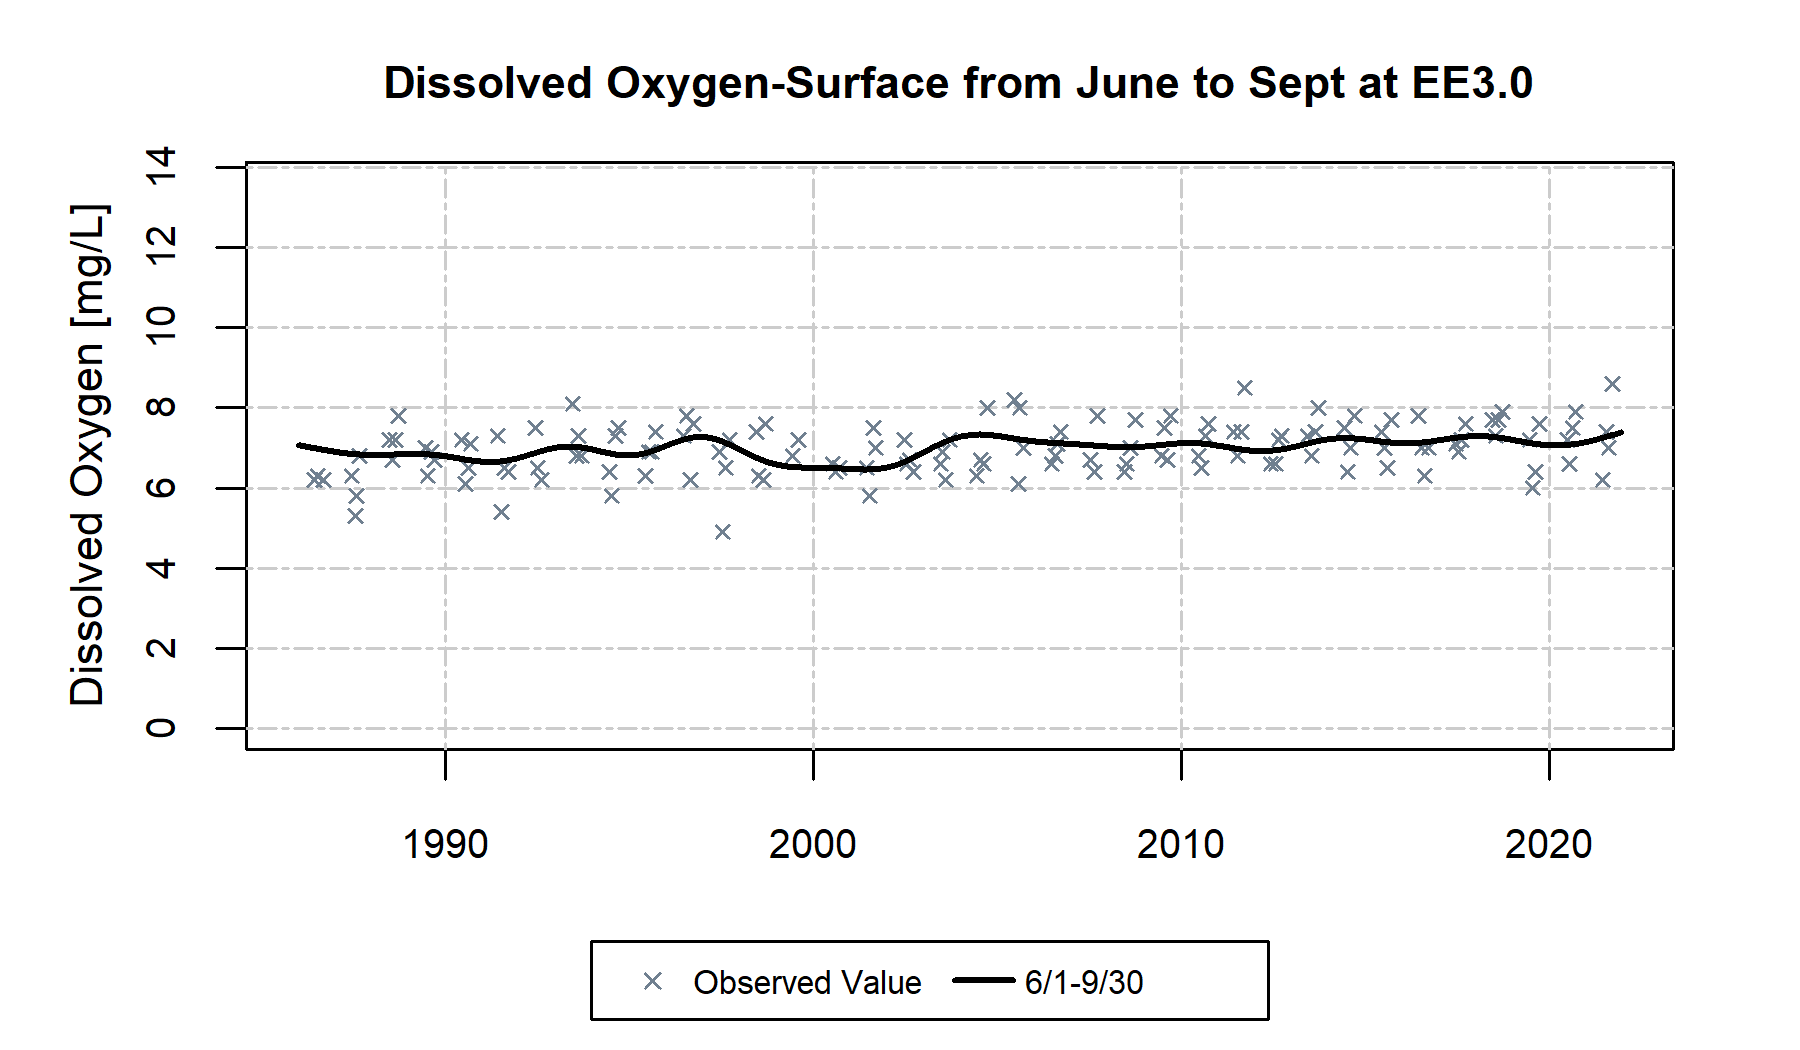 Dissolved Oxygen-Surface from June to Sept at EE3.0
Dissolved Oxygen [mg/L]
14
12
10
8
6
4
2
0
1990 2000 2010 2020
Observed Value 6/1-9/30